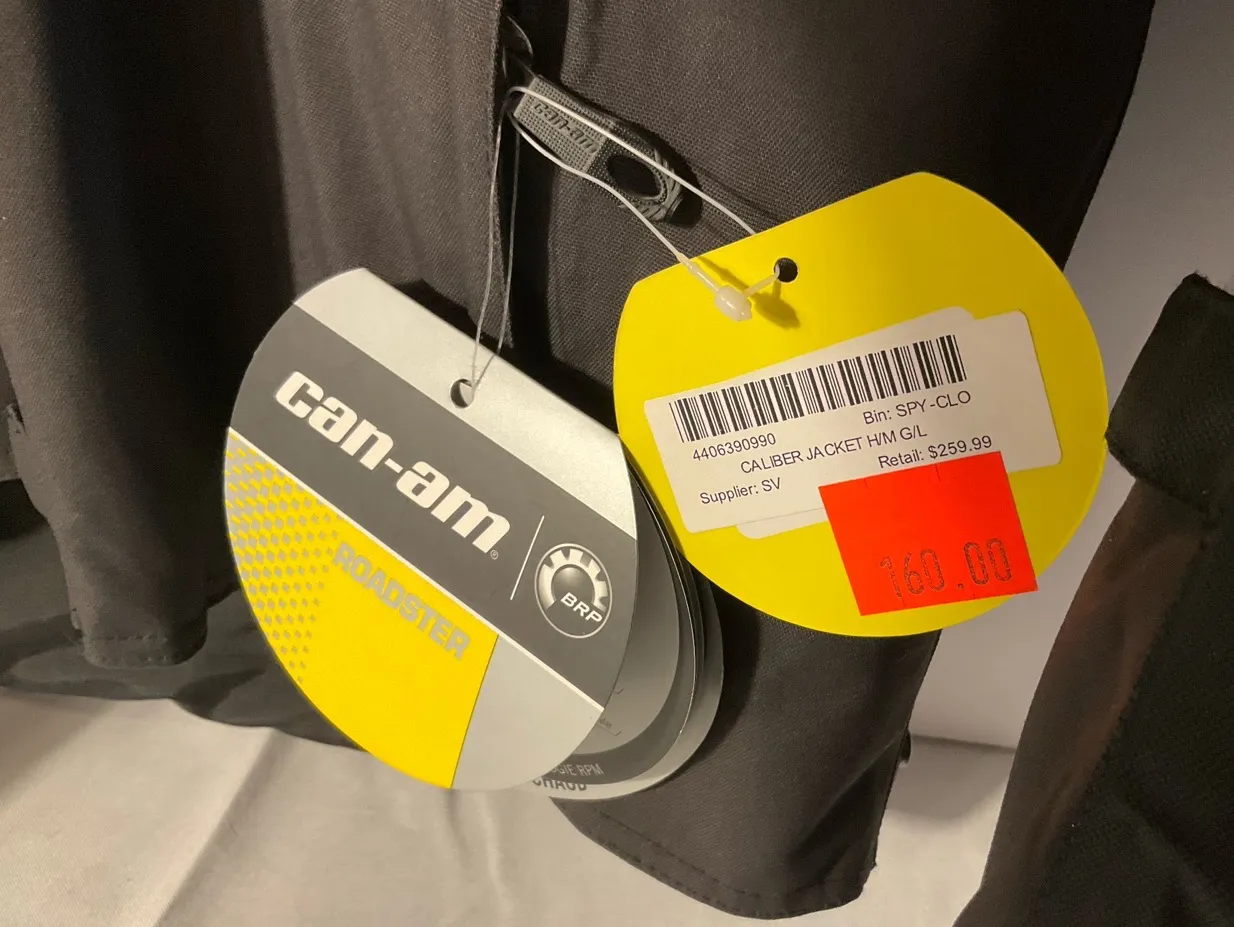 can-am
can-am®
BRP
ROADSTER
4406390990
Bin: SPY-CLO
CALIBER JACKET H/M G/L
Supplier: SV
Retail: $259.99
160.00
RPM